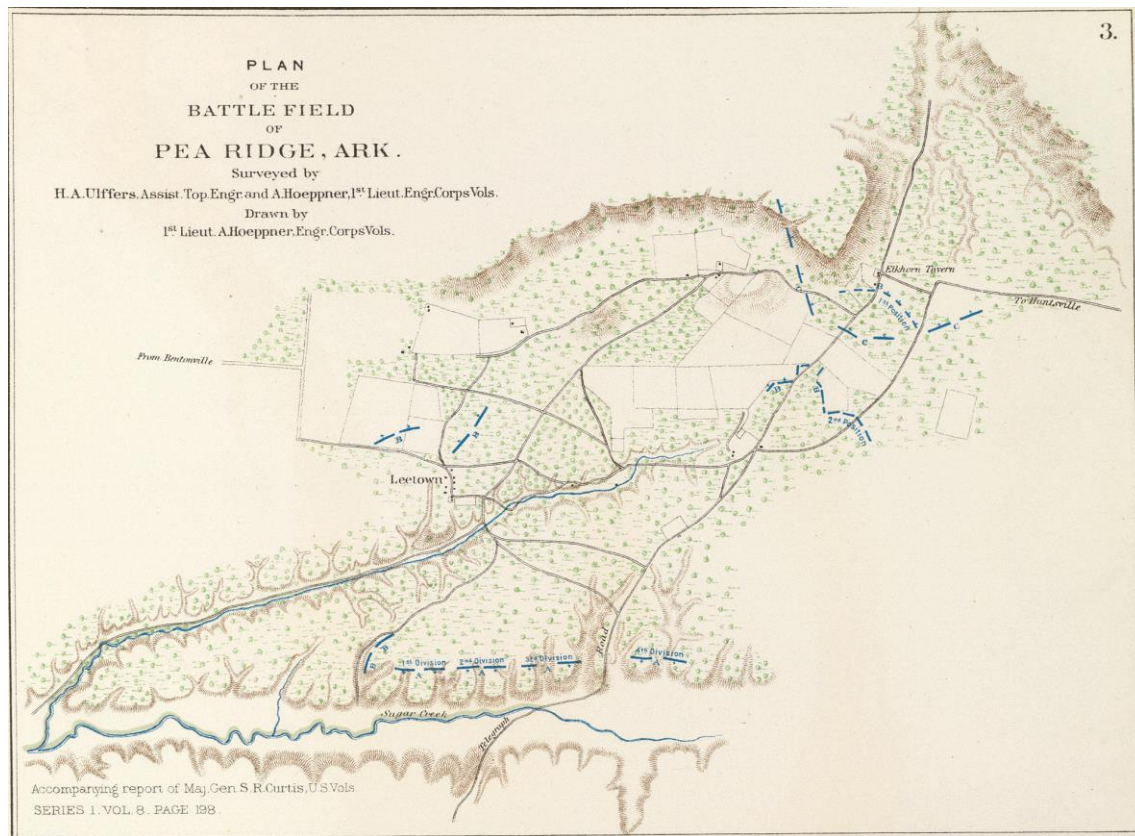 3.
PLAN
OF THE
BATTLE FIELD
OF
PEA RIDGE, ARK.
Surveyed by
H.A.Ulffers.Assist.Top.Engr. and A.Hoeppner,1st Lieut.Engr.Corps Vols.
Drawn by
1st Lieut.A.Hoeppner.Engr.Corps Vols.
Elkhorn Tavern
B
1st Position
To Huntsville
C
C
C
From Bentonville
B
B
B
B
2nd Position
Leetown
B
B
1st Division
2nd Division
3rd Division
4th Division
A
A
A
A
Road
Sugar Creek
Telegraph
Accompanying report of Maj.Gen.S.R.Curtis,U.S.Vols
SERIES 1. VOL. 8. PAGE 198.